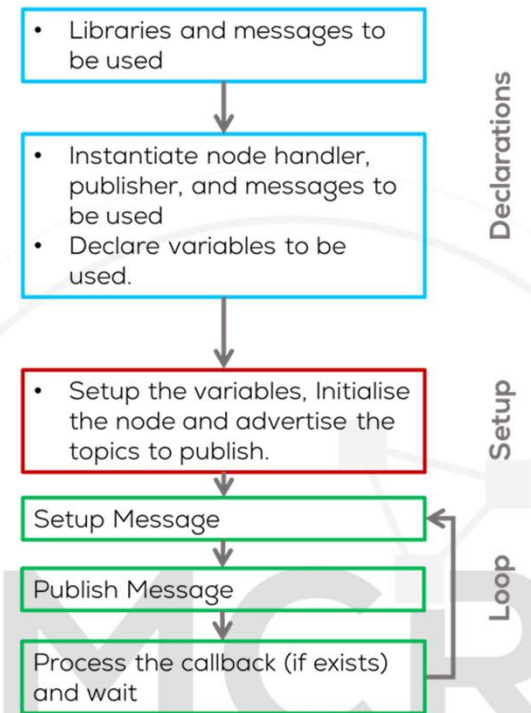 • Libraries and messages to
be used
Declarations
• Instantiate node handler,
publisher, and messages to
be used
• Declare variables to be
used.
• Setup the variables, Initialise
the node and advertise the
topics to publish.
Setup
Setup Message
Publish Message
Loop
Process the callback (if exists)
and wait
MCR